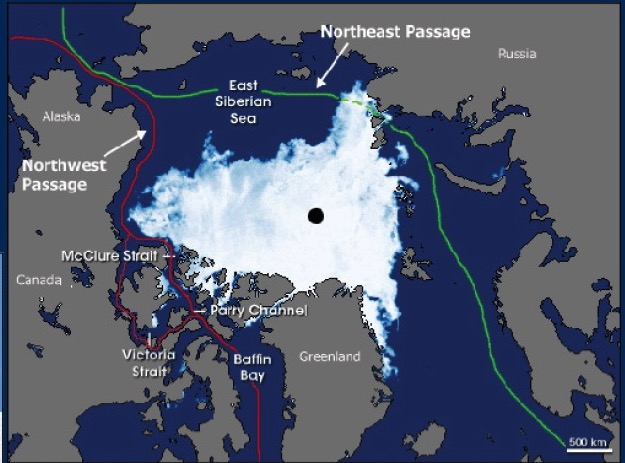 Northeast Passage
Russia
East
Siberian
Sea
Alaska
Northwest
Passage
McClure Strait
Canada
Parry Channel
Victoria
Strait
Baffin
Bay
Greenland
500 km